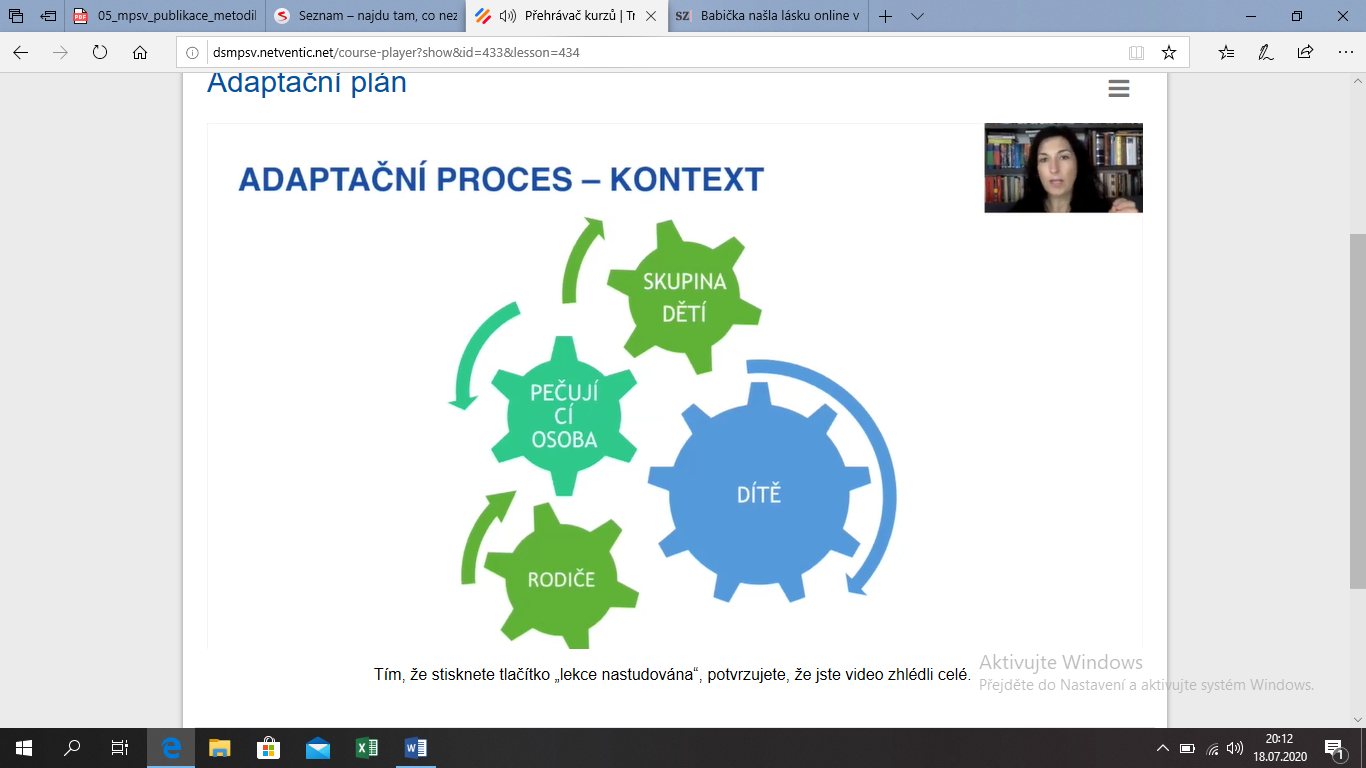 05_mpsv_publikace_metodil
Seznam – najdu tam, co nez
Přehrávač kurzů | Tr
Babička našla lásku online v
dsmpsv.netventic.net/course-player?show&id=433&lesson=434
Adaptační plán
ADAPTAČNÍ PROCES – KONTEXT
SKUPINA
DĚTÍ
PEČUJÍ
CÍ
OSOBA
DÍTĚ
RODIČE
Tím, že stisknete tlačítko „lekce nastudována“, potvrzujete, že jste video zhlédli celé.
Aktivujte Windows
Přejděte do Nastavení a aktivujte systém Windows.
20:12
18.07.2020
1